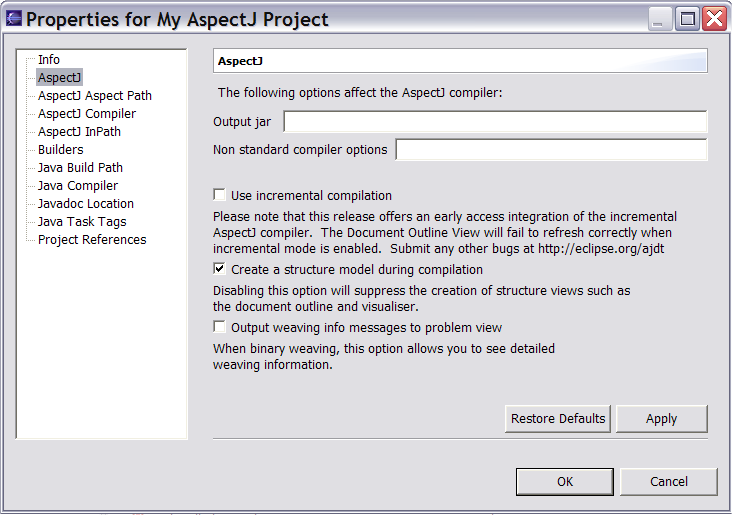 Properties for My AspectJ Project
Info
AspectJ
AspectJ Aspect Path
AspectJ Compiler
AspectJ InPath
Builders
Java Build Path
Java Compiler
Javadoc Location
Java Task Tags
Project References
AspectJ
The following options affect the AspectJ compiler:
Output jar
Non standard compiler options
Use incremental compilation
Please note that this release offers an early access integration of the incremental
AspectJ compiler.  The Document Outline View will fail to refresh correctly when
incremental mode is enabled.  Submit any other bugs at http://eclipse.org/ajdt
Create a structure model during compilation
Disabling this option will suppress the creation of structure views such as
the document outline and visualiser.
Output weaving info messages to problem view
When binary weaving, this option allows you to see detailed
weaving information.
Restore Defaults
Apply
OK
Cancel